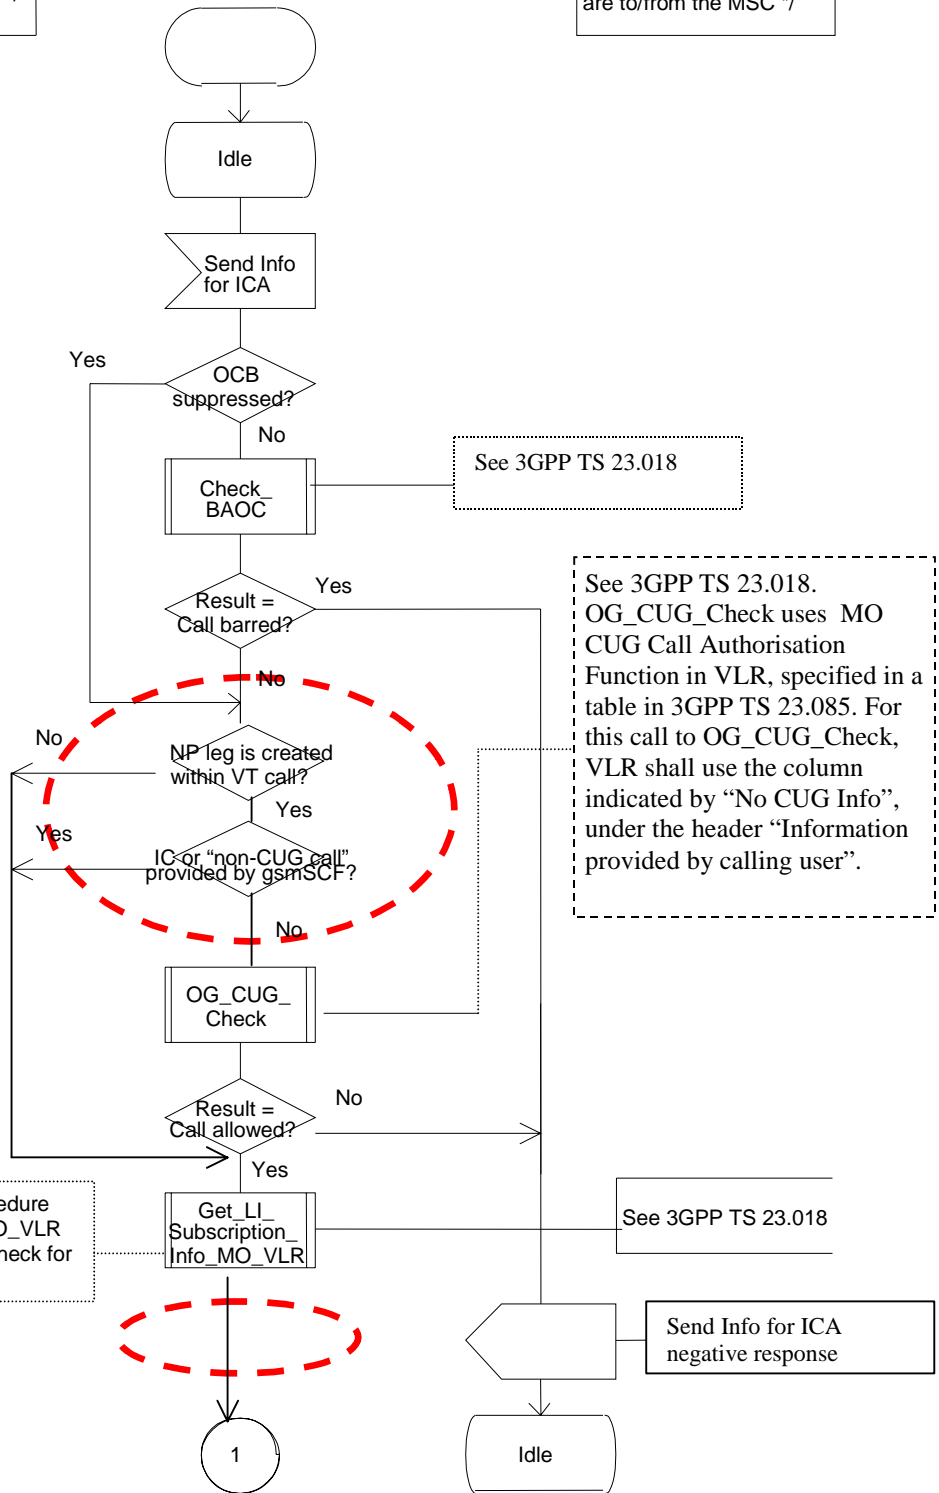 are to/from the MSC */
Idle
Send Info
for ICA
Yes
OCB
suppressed?
No
See 3GPP TS 23.018
Check_
BAOC
Result =
Call barred?
Yes
No
See 3GPP TS 23.018.
OG_CUG_Check uses MO
CUG Call Authorisation
Function in VLR, specified in a
table in 3GPP TS 23.085. For
this call to OG_CUG_Check,
VLR shall use the column
indicated by “No CUG Info”,
under the header “Information
provided by calling user”.
No
NP leg is created
within VT call?
Yes
Yes
IC or “non-CUG call”
provided by gsmSCF?
No
OG_CUG_
Check
Result =
Call allowed?
No
Yes
edure
O_VLR
heck for
Get_LI_
Subscription_
Info_MO_VLR
See 3GPP TS 23.018
Send Info for ICA
negative response
1
Idle